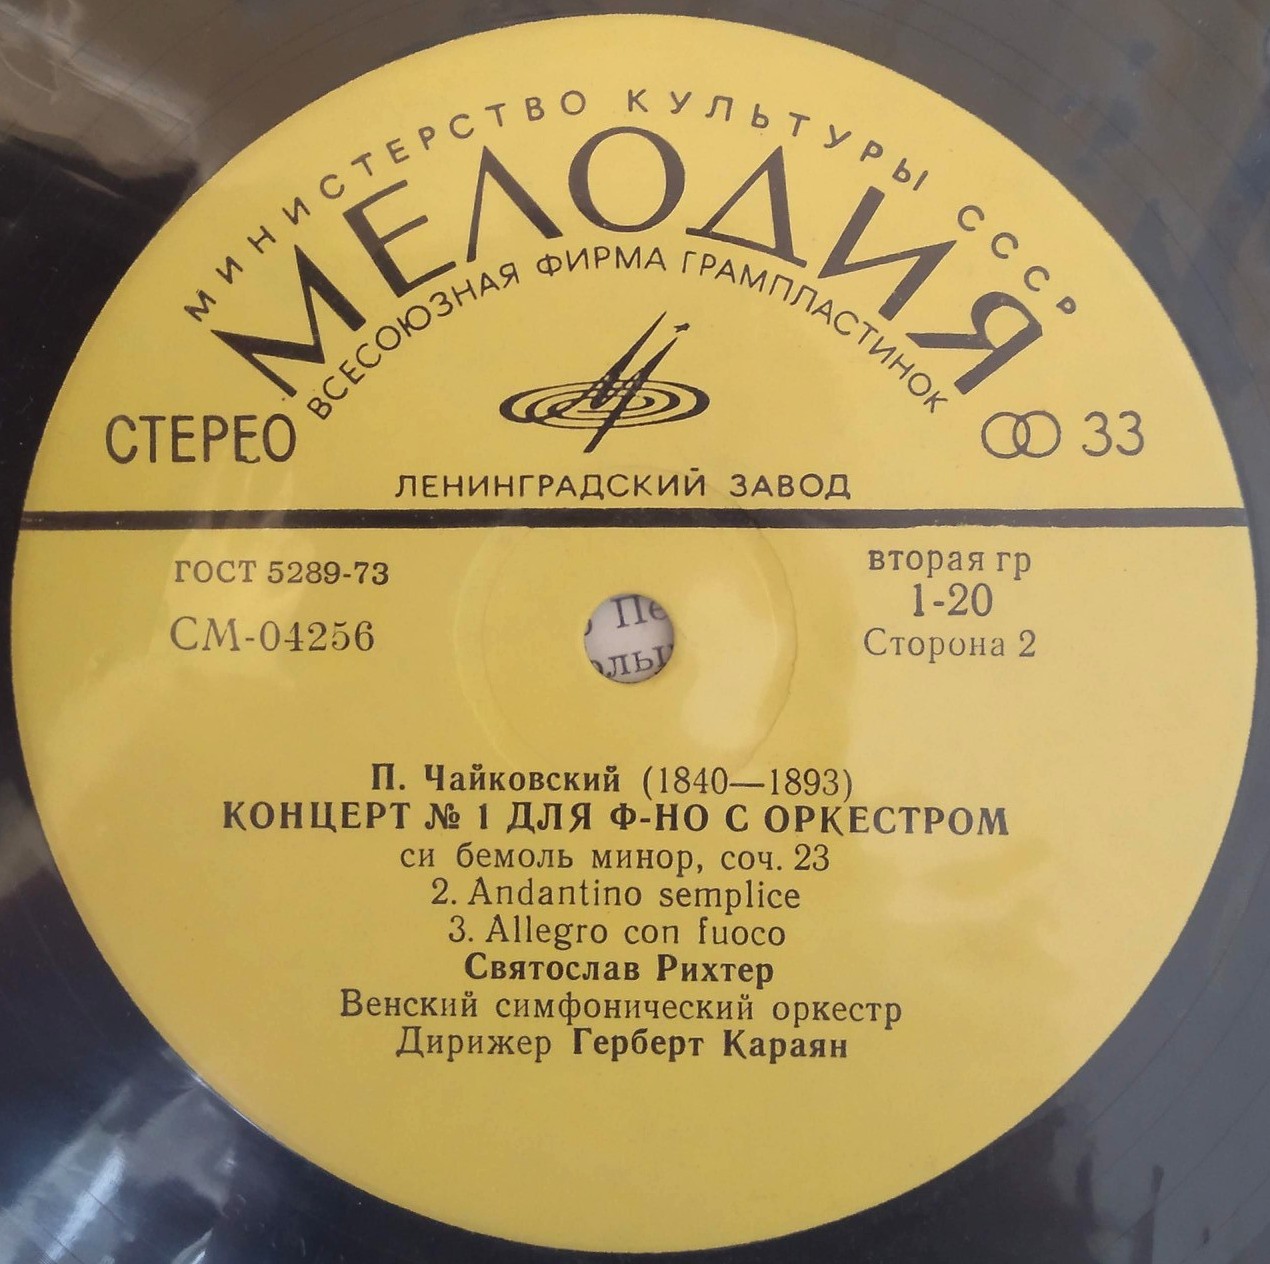 МИНИСТЕРСТВО КУЛЬТУРЫ СССР
МЕЛОДИЯ
ВСЕСОЮЗНАЯ ФИРМА ГРАМПЛАСТИНОК
СТЕРЕО
33
ЛЕНИНГРАДСКИЙ ЗАВОД
ГОСТ 5289-73
СМ-04256
вторая гр
1-20
Сторона 2
П. Чайковский (1840—1893)
КОНЦЕРТ № 1 ДЛЯ Ф-НО С ОРКЕСТРОМ
си бемоль минор, соч. 23
2. Andantino semplice
3. Allegro con fuoco
Святослав Рихтер
Венский симфонический оркестр
Дирижер Герберт Караян